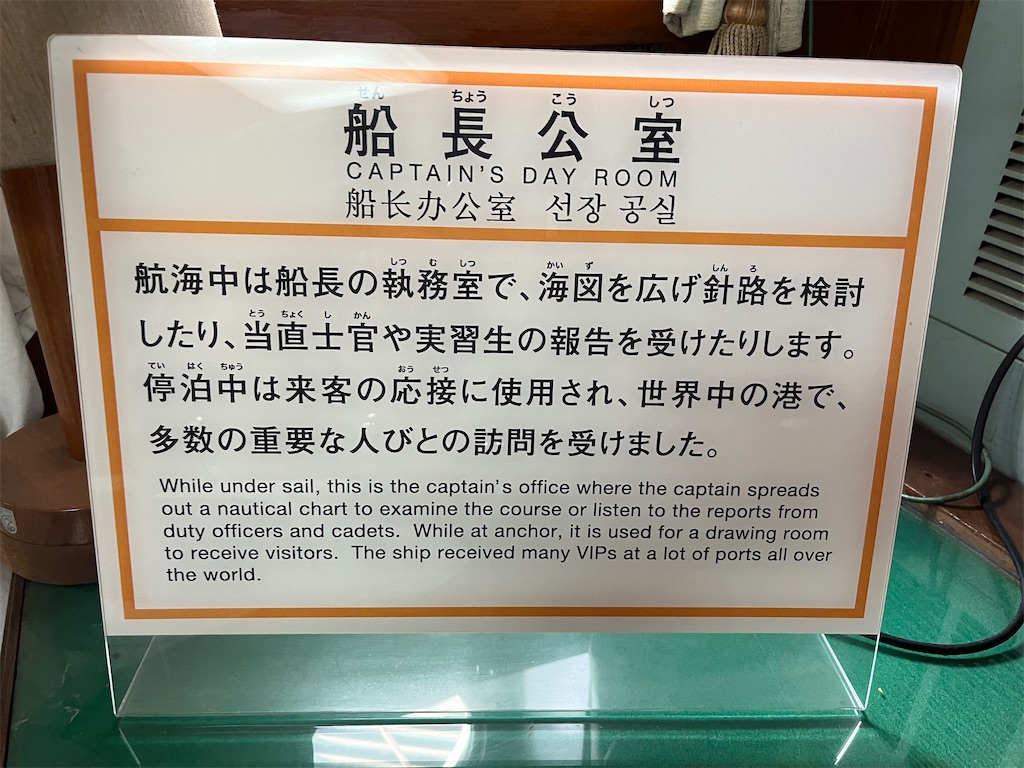 せん ちょう こう しつ
船長公室
CAPTAIN'S DAY ROOM
船长办公室 선장 공실
しつ む しつ かい ず しん ろ
航海中は船長の執務室で、海図を広げ針路を検討
とう ちょく し かん
したり、当直士官や実習生の報告を受けたりします。
てい はく ちゅう おう せつ
停泊中は来客の応接に使用され、世界中の港で、
多数の重要な人びとの訪問を受けました。
While under sail, this is the captain's office where the captain spreads
out a nautical chart to examine the course or listen to the reports from
duty officers and cadets. While at anchor, it is used for a drawing room
to receive visitors. The ship received many VIPs at a lot of ports all over
the world.